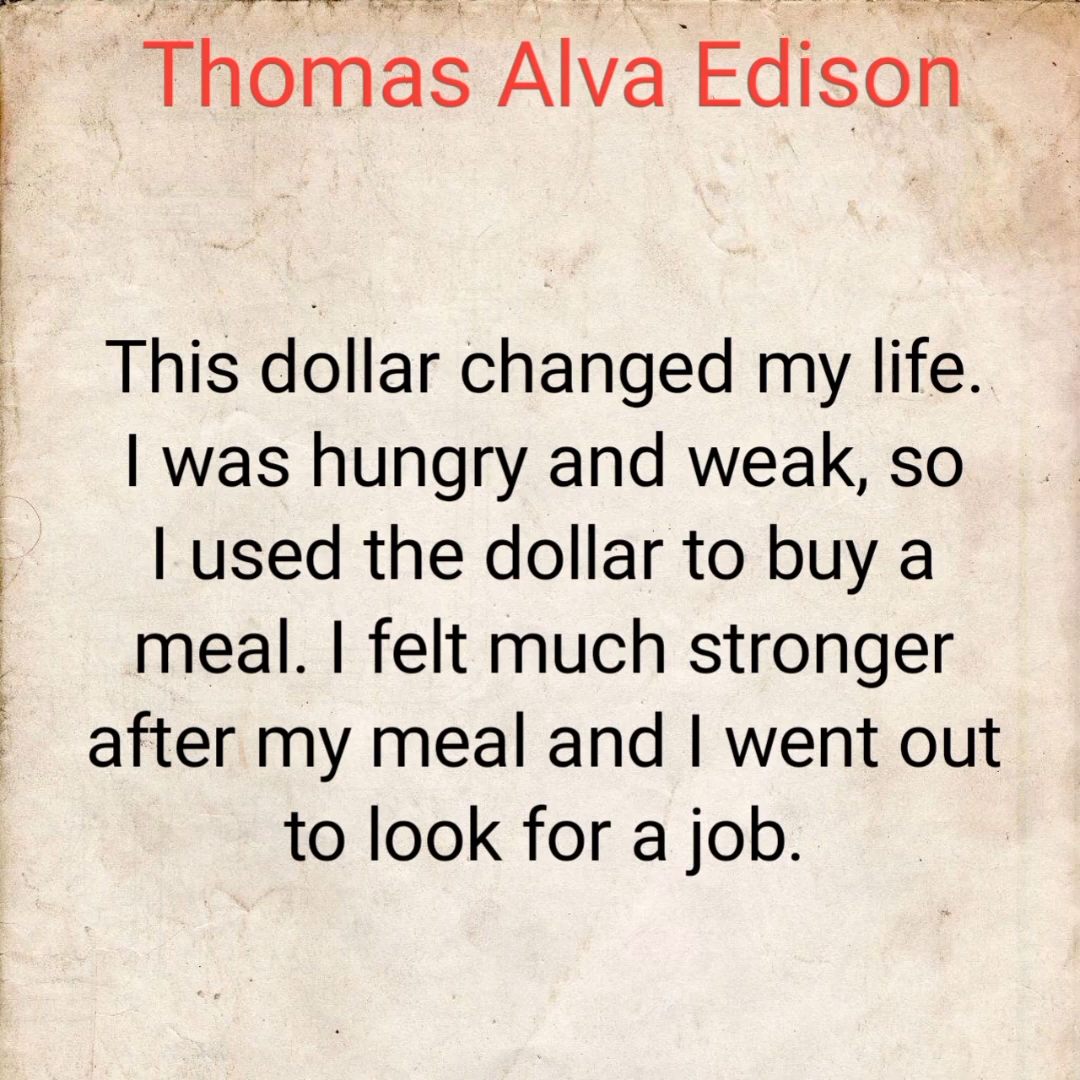 Thomas Alva Edison
This dollar changed my life.
I was hungry and weak, so
I used the dollar to buy a
meal. I felt much stronger
after my meal and I went out
to look for a job.